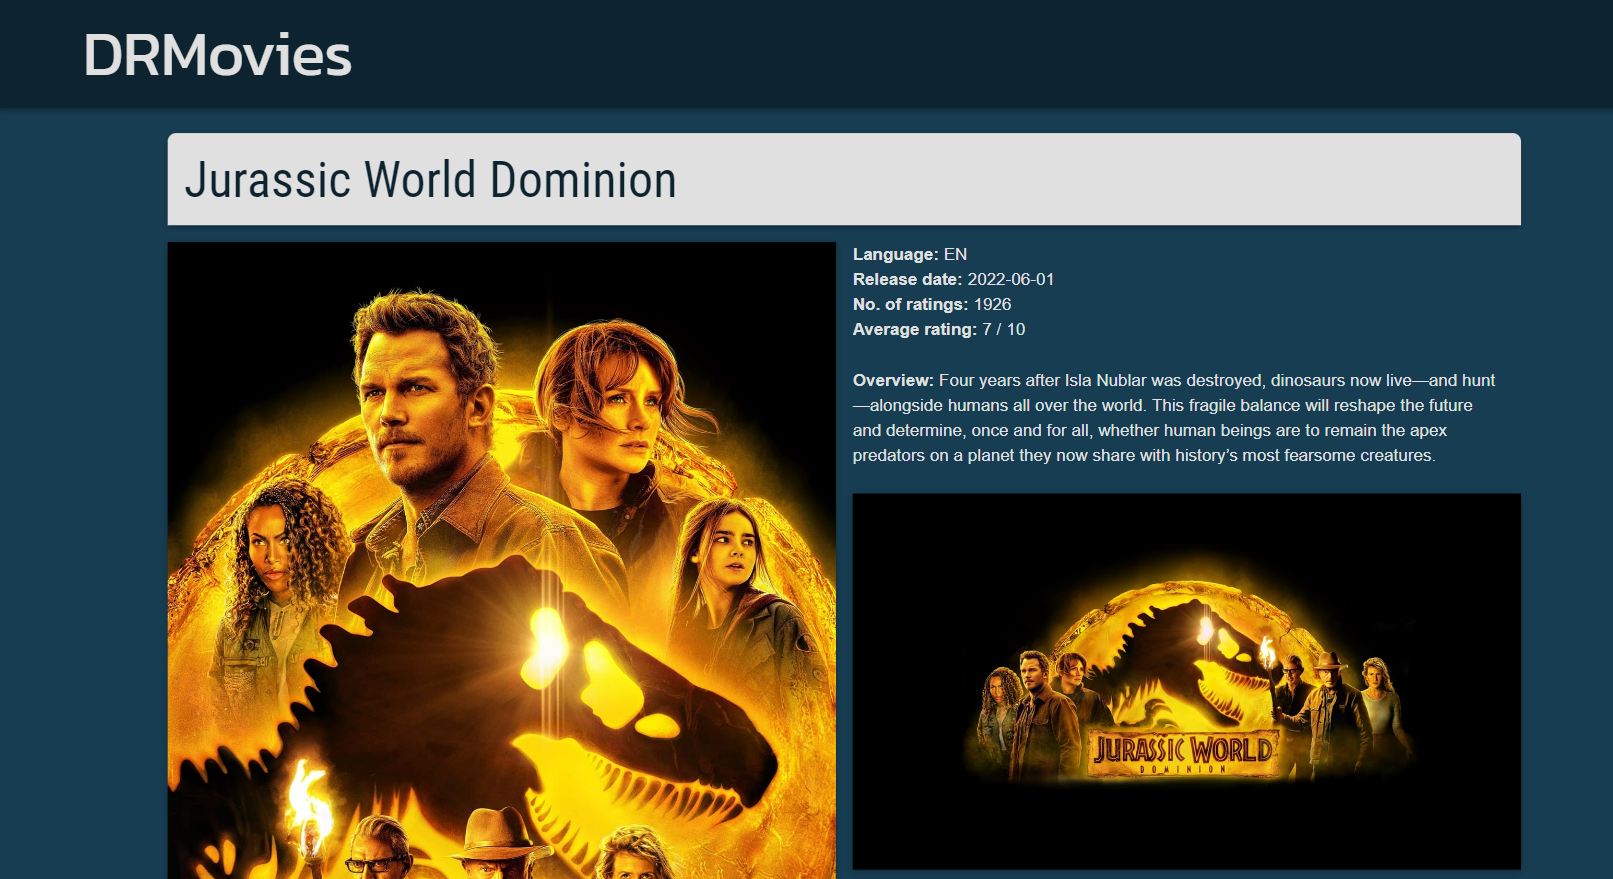 DRMovies
Jurassic World Dominion
Language: EN
Release date: 2022-06-01
No. of ratings: 1926
Average rating: 7 / 10
Overview: Four years after Isla Nublar was destroyed, dinosaurs now live—and hunt
—alongside humans all over the world. This fragile balance will reshape the future
and determine, once and for all, whether human beings are to remain the apex
predators on a planet they now share with history’s most fearsome creatures.
JURASSIC WORLD
DOMINION